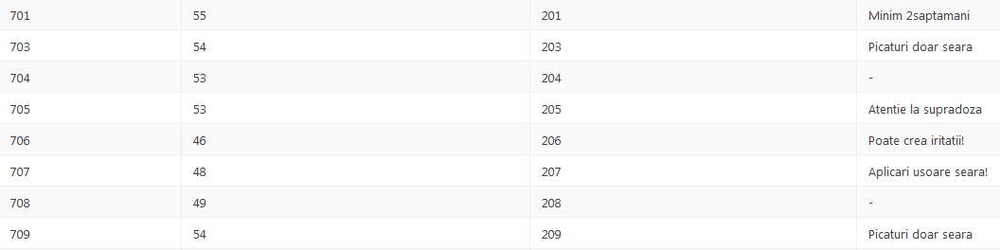 701 55 201 Minim 2saptamani
703 54 203 Picaturi doar seara
704 53 204 -
705 53 205 Atentie la supradoza
706 46 206 Poate crea iritatii!
707 48 207 Aplicari usoare seara!
708 49 208 -
709 54 209 Picaturi doar seara